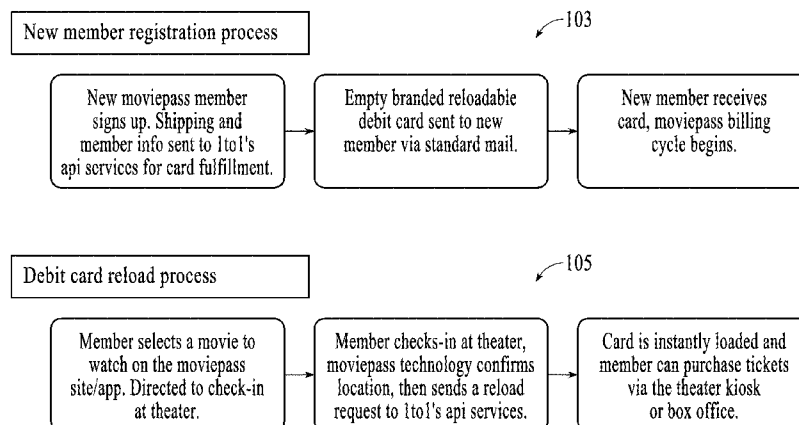 New member registration process
103
New moviepass member
signs up. Shipping and
member info sent to 1to1's
api services for card fulfillment.
Empty branded reloadable
debit card sent to new
member via standard mail.
New member receives
card, moviepass billing
cycle begins.
Debit card reload process
105
Member selects a movie to
watch on the moviepass
site/app. Directed to check-in
at theater.
Member checks-in at theater,
moviepass technology confirms
location, then sends a reload
request to 1to1's api services.
Card is instantly loaded and
member can purchase tickets
via the theater kiosk
or box office.